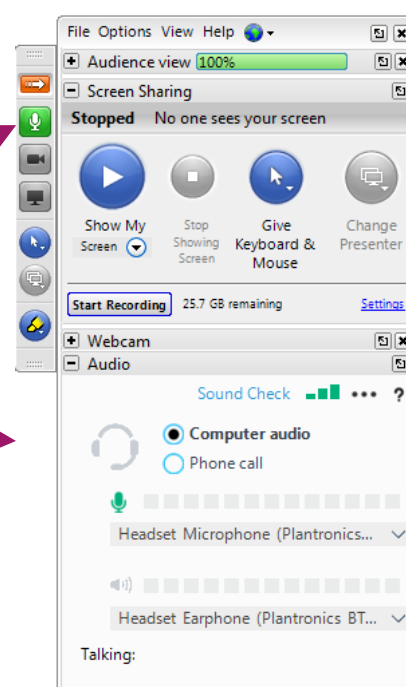 File Options View Help
Audience view 100%
Screen Sharing
Stopped No one sees your screen
Show My
Screen
Stop
Showing
Screen
Give
Keyboard &
Mouse
Change
Presenter
Start Recording 25.7 GB remaining Settings
Webcam
Audio
Sound Check ••• ?
Computer audio
Phone call
Headset Microphone (Plantronics...
Headset Earphone (Plantronics BT...
Talking: